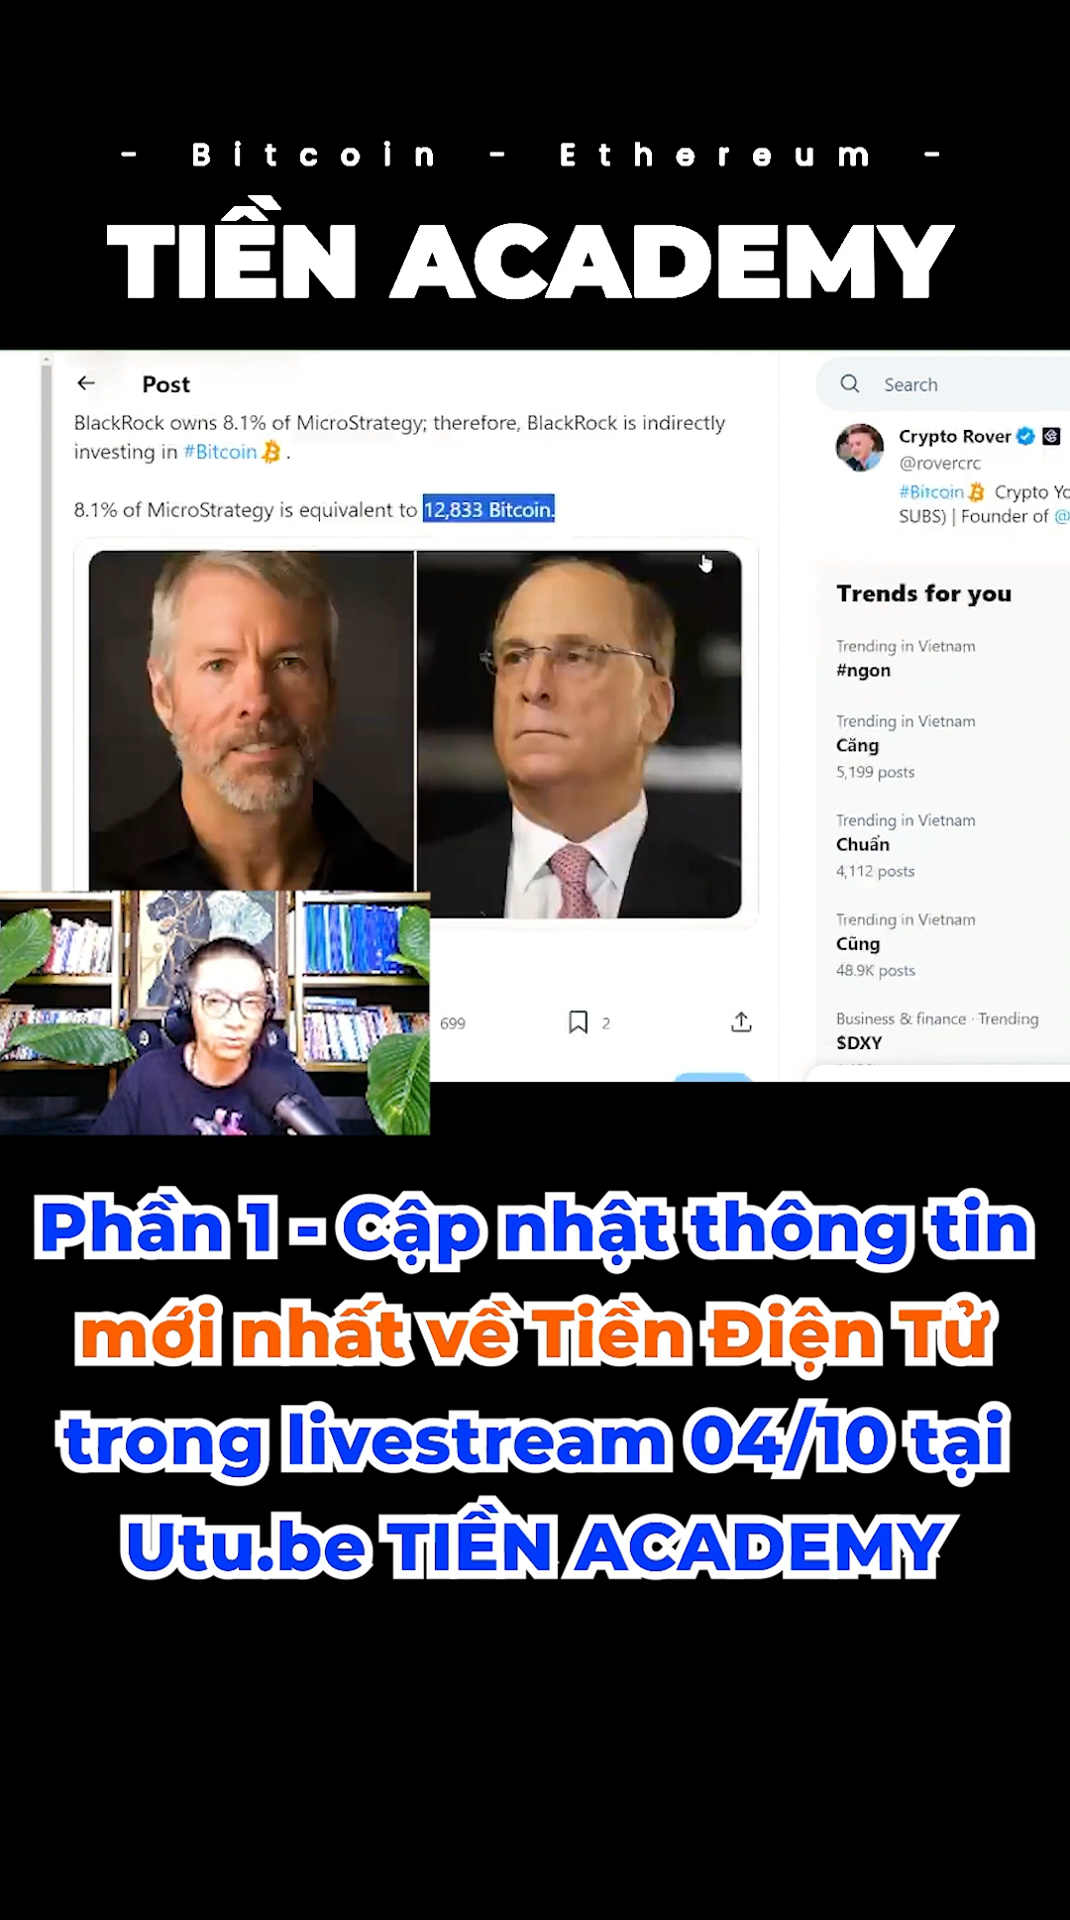 - Bitcoin - Ethereum -
TIỀN ACADEMY
Post
BlackRock owns 8.1% of MicroStrategy; therefore, BlackRock is indirectly
investing in #Bitcoin .
8.1% of MicroStrategy is equivalent to 12,833 Bitcoin.
699
2
Search
Crypto Rover
@rovercrc
#Bitcoin Crypto
SUBS) | Founder of @
Trends for you
Trending in Vietnam
#ngon
Trending in Vietnam
Căng
5,199 posts
Trending in Vietnam
Chuẩn
4,112 posts
Trending in Vietnam
Cũng
48.9K posts
Business & finance · Trending
$DXY
Phần 1 - Cập nhật thông tin
mới nhất về Tiền Điện Tử
trong livestream 04/10 tại
Utu.be TIỀN ACADEMY